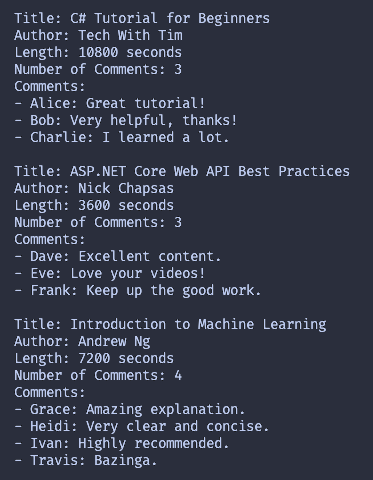 Title: C# Tutorial for Beginners
Author: Tech With Tim
Length: 10800 seconds
Number of Comments: 3
Comments:
- Alice: Great tutorial!
- Bob: Very helpful, thanks!
- Charlie: I learned a lot.

Title: ASP.NET Core Web API Best Practices
Author: Nick Chapsas
Length: 3600 seconds
Number of Comments: 3
Comments:
- Dave: Excellent content.
- Eve: Love your videos!
- Frank: Keep up the good work.

Title: Introduction to Machine Learning
Author: Andrew Ng
Length: 7200 seconds
Number of Comments: 4
Comments:
- Grace: Amazing explanation.
- Heidi: Very clear and concise.
- Ivan: Highly recommended.
- Travis: Bazinga.